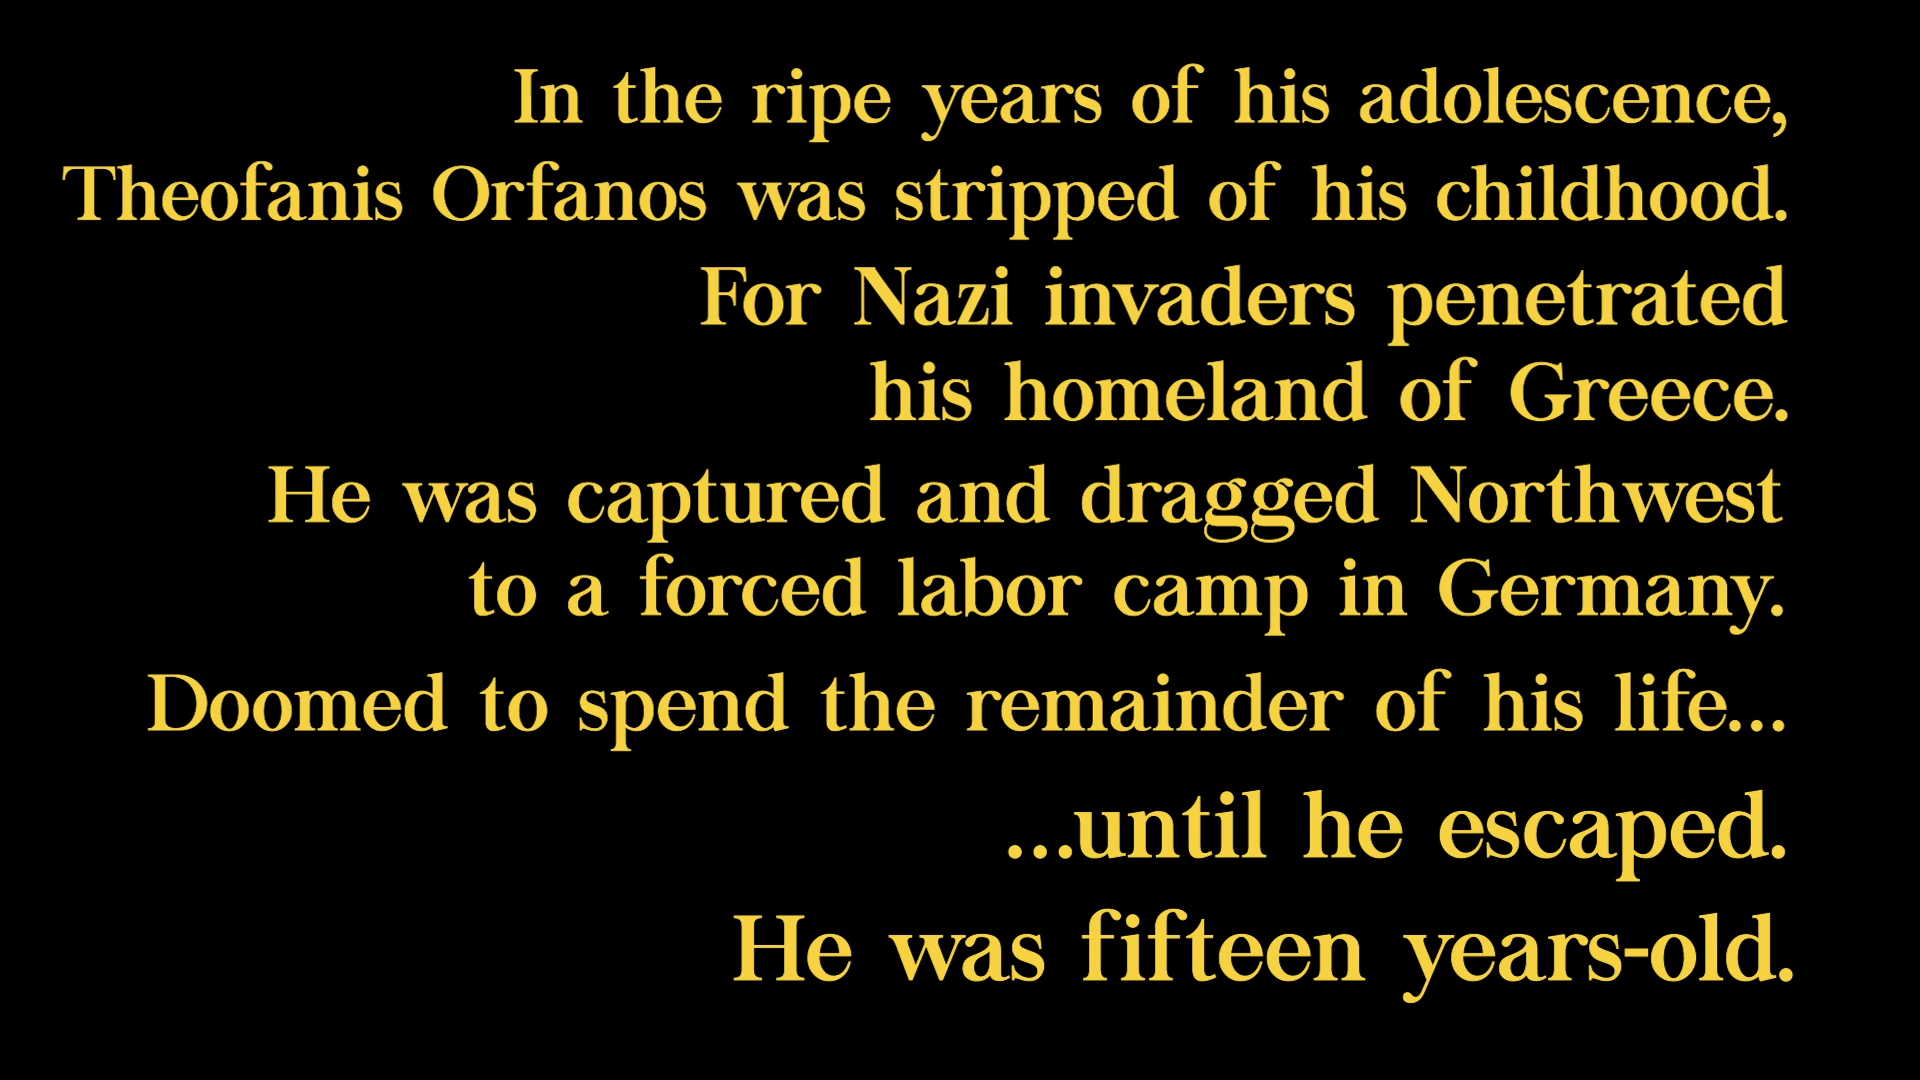 In the ripe years of his adolescence,
Theofanis Orfanos was stripped of his childhood.
For Nazi invaders penetrated
his homeland of Greece.
He was captured and dragged Northwest
to a forced labor camp in Germany.
Doomed to spend the remainder of his life...
...until he escaped.
He was fifteen years-old.